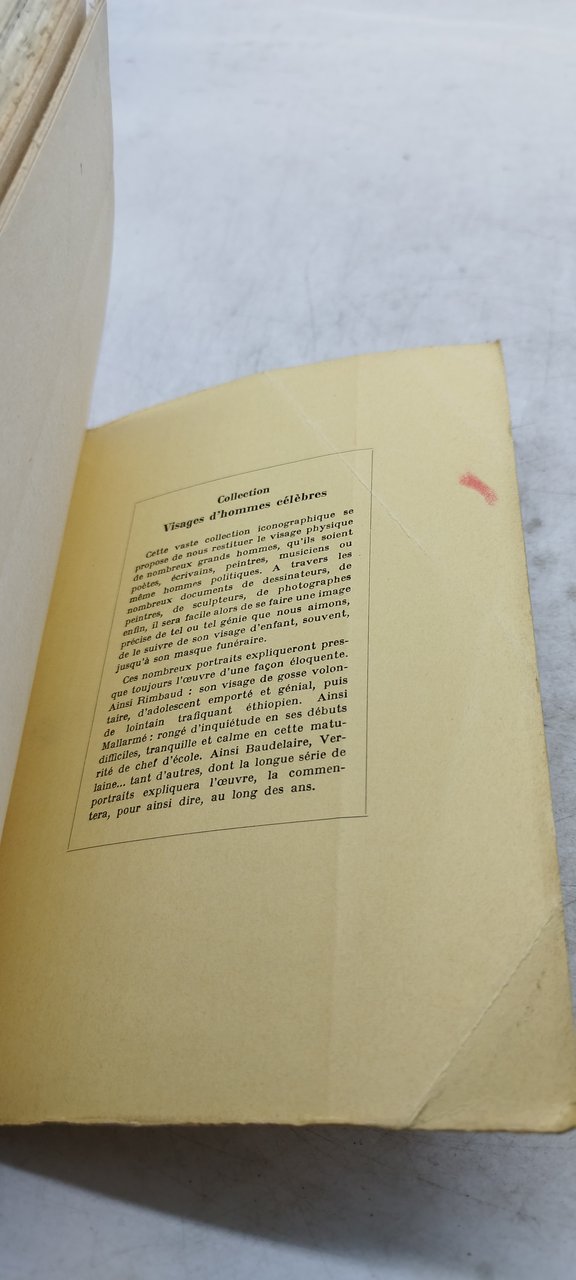 Collection
Visages d'hommes célèbres
Cette vaste collection iconographique se
propose de nous restituer le visage physique
de nombreux grands hommes, qu'ils soient
poètes, écrivains, peintres, musiciens ou
même hommes politiques. A travers les
nombreux documents de dessinateurs, de
peintres, de sculpteurs, de photographes
enfin, il sera facile alors de se faire une image
précise de tel ou tel génie que nous aimons,
de le suivre de son visage d'enfant, souvent,
jusqu'à son masque funéraire.
Ces nombreux portraits expliqueront pres-
que toujours l'œuvre d'une façon éloquente.
Ainsi Rimbaud : son visage de gosse volon-
taire, d'adolescent emporté et génial, puis
de lointain trafiquant éthiopien. Ainsi
Mallarmé : rongé d'inquiétude en ses débuts
difficiles, tranquille et calme en cette matu-
rité de chef d'école. Ainsi Baudelaire, Ver-
laine... tant d'autres, dont la longue série de
portraits expliquera l'œuvre, la commen-
tera, pour ainsi dire, au long des ans.